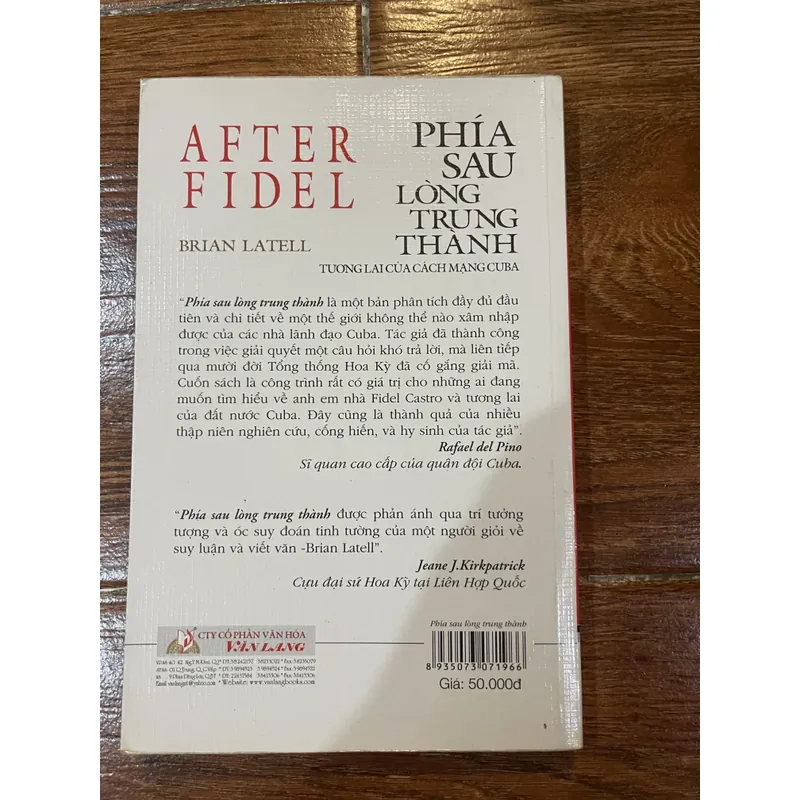 AFTER
FIDEL
BRIAN LATELL
PHÍA
SAU
LÒNG
TRUNG
THÀNH
TƯƠNG LAI CỦA CÁCH MẠNG CUBA
“Phía sau lòng trung thành là một bản phân tích đầy đủ đầu
tiên và chi tiết về một thế giới không thể nào xâm nhập
được của các nhà lãnh đạo Cuba. Tác giả đã thành công
trong việc giải quyết một câu hỏi khó trả lời, mà liên tiếp
qua mười đời Tổng thống Hoa Kỳ đã cố gắng giải mã.
Cuốn sách là công trình rất có giá trị cho những ai đang
muốn tìm hiểu về anh em nhà Fidel Castro và tương lai
của đất nước Cuba. Đây cũng là thành quả của nhiều
thập niên nghiên cứu, cống hiến, và hy sinh của tác giả”.
Rafael del Pino
Sĩ quan cao cấp của quân đội Cuba.
“Phía sau lòng trung thành được phản ánh qua trí tưởng
tượng và óc suy đoán tinh tường của một người giỏi về
suy luận và viết văn -Brian Latell”.
Jeane J.Kirkpatrick
Cựu đại sứ Hoa Kỳ tại Liên Hợp Quốc
CTY CỔ PHẦN VĂN HÓA
VĂN LANG
Website: www.vanlangbooks.com
Phía sau lòng trung thành
8 935073 071966
Giá: 50.000đ